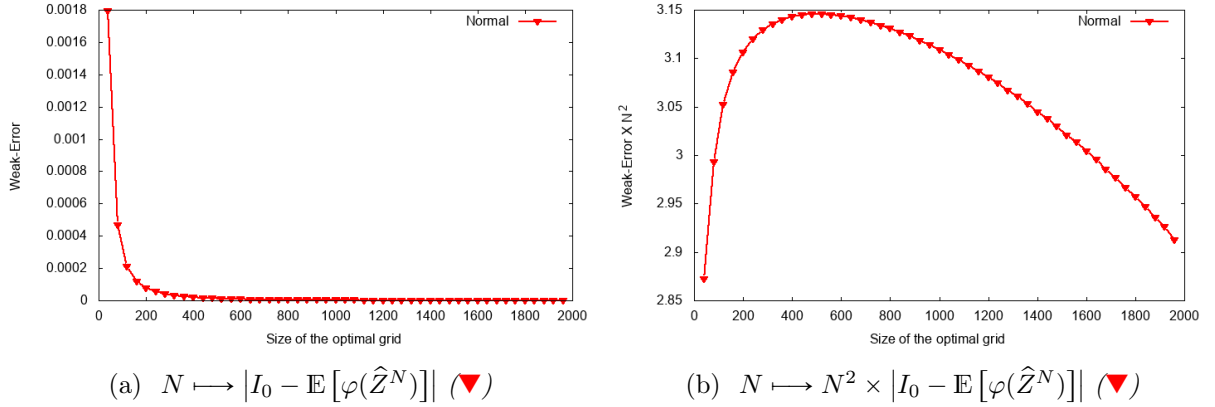 0.0018
0.0016
0.0014
0.0012
0.001
0.0008
0.0006
0.0004
0.0002
0
Weak-Error
Normal
0 200 400 600 800 1000 1200 1400 1600 1800 2000
Size of the optimal grid
(a) N ⟼ |I₀ − 𝔼[φ(Ẑᴺ)]| (▼)
3.15
3.1
3.05
3
2.95
2.9
2.85
Weak-Error X N²
Normal
0 200 400 600 800 1000 1200 1400 1600 1800 2000
Size of the optimal grid
(b) N ⟼ N² × |I₀ − 𝔼[φ(Ẑᴺ)]| (▼)